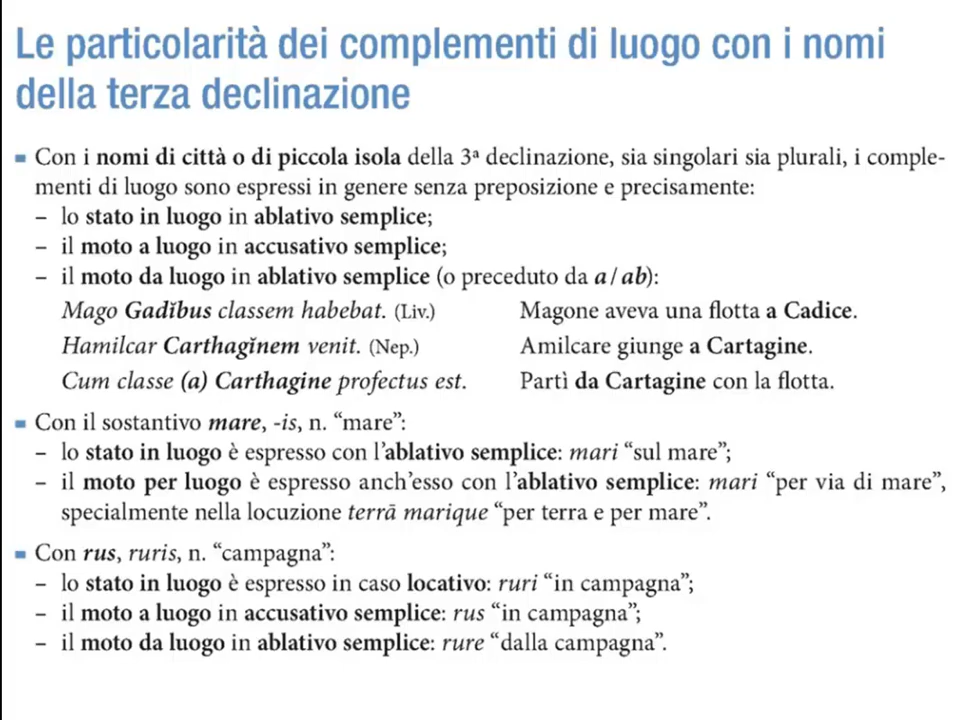 Le particolarità dei complementi di luogo con i nomi
della terza declinazione
Con i nomi di città o di piccola isola della 3ª declinazione, sia singolari sia plurali, i comple-
menti di luogo sono espressi in genere senza preposizione e precisamente:
– lo stato in luogo in ablativo semplice;
– il moto a luogo in accusativo semplice;
– il moto da luogo in ablativo semplice (o preceduto da a/ab):
Mago Gadĭbus classem habebat. (Liv.) Magone aveva una flotta a Cadice.
Hamilcar Carthagĭnem venit. (Nep.) Amilcare giunge a Cartagine.
Cum classe (a) Carthagine profectus est. Partì da Cartagine con la flotta.
Con il sostantivo mare, -is, n. “mare”:
– lo stato in luogo è espresso con l’ablativo semplice: mari “sul mare”;
– il moto per luogo è espresso anch’esso con l’ablativo semplice: mari “per via di mare”,
specialmente nella locuzione terrā marique “per terra e per mare”.
Con rus, ruris, n. “campagna”:
– lo stato in luogo è espresso in caso locativo: ruri “in campagna”;
– il moto a luogo in accusativo semplice: rus “in campagna”;
– il moto da luogo in ablativo semplice: rure “dalla campagna”.